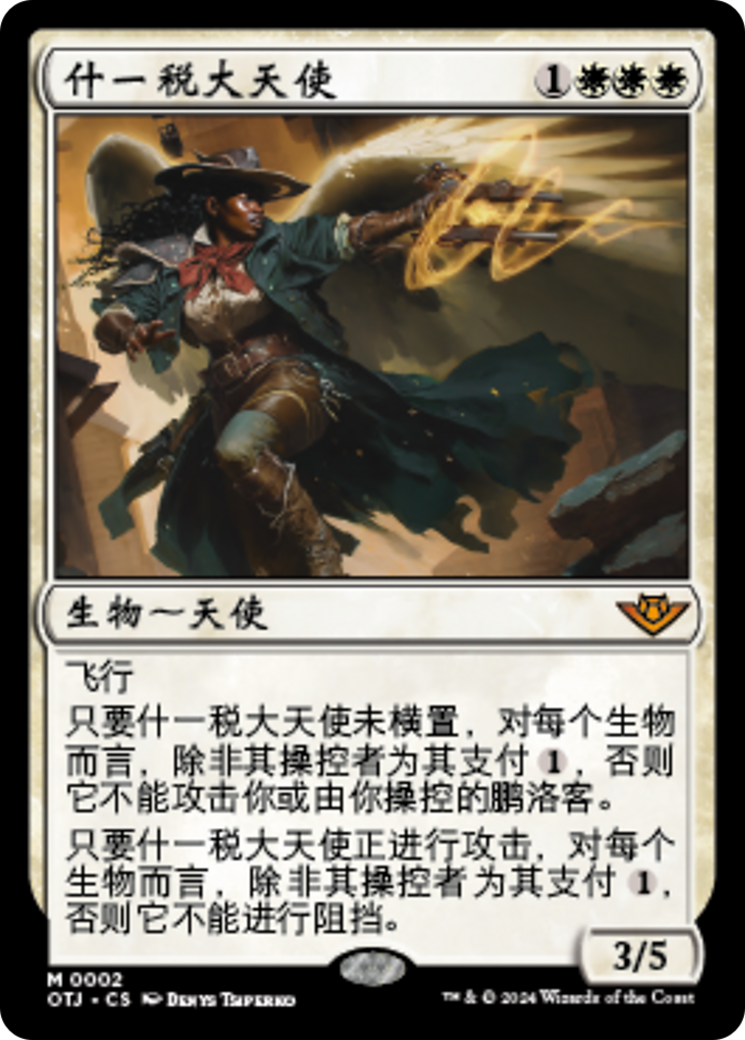 什一税大天使 1
生物～天使
飞行
只要什一税大天使未横置，对每个生物
而言，除非其操控者为其支付 1，否则
它不能攻击你或由你操控的鹏洛客。
只要什一税大天使正进行攻击，对每个
生物而言，除非其操控者为其支付 1，
否则它不能进行阻挡。
3/5
M 0002
OTJ • CS DENYS TSIPERKO
™ & © 2024 Wizards of the Coast